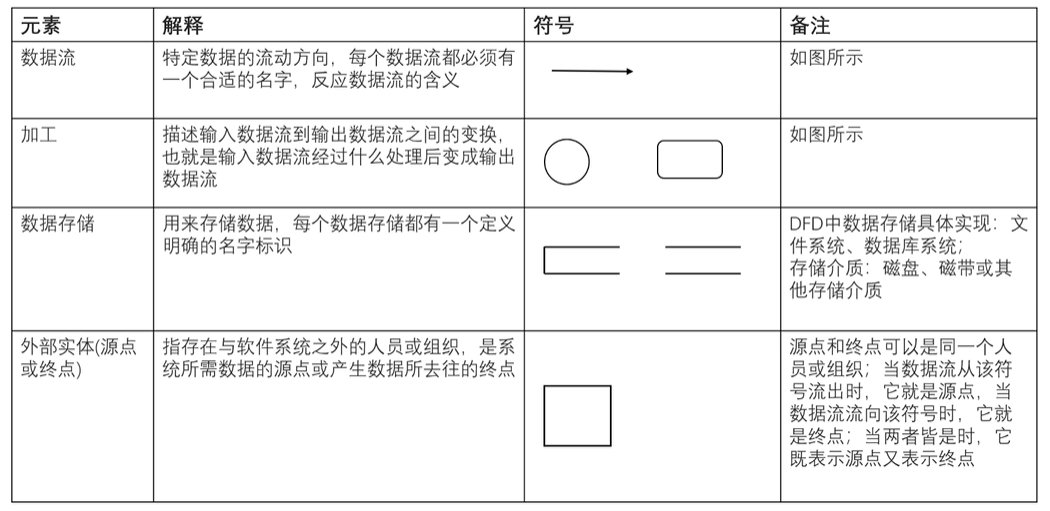 元素 解释 符号 备注
数据流 特定数据的流动方向，每个数据流都必须有 如图所示
一个合适的名字，反应数据流的含义
加工 描述输入数据流到输出数据流之间的变换， 如图所示
也就是输入数据流经过什么处理后变成输出
数据流
数据存储 用来存储数据，每个数据存储都有一个定义 DFD中数据存储具体实现：文
明确的名字标识 件系统、数据库系统；
存储介质：磁盘、磁带或其
他存储介质
外部实体(源点 指存在与软件系统之外的人员或组织，是系 源点和终点可以是同一个人
或终点) 统所需数据的源点或产生数据所去往的终点 员或组织；当数据流从该符
号流出时，它就是源点，当
数据流流向该符号时，它就
是终点；当两者皆是时，它
既表示源点又表示终点